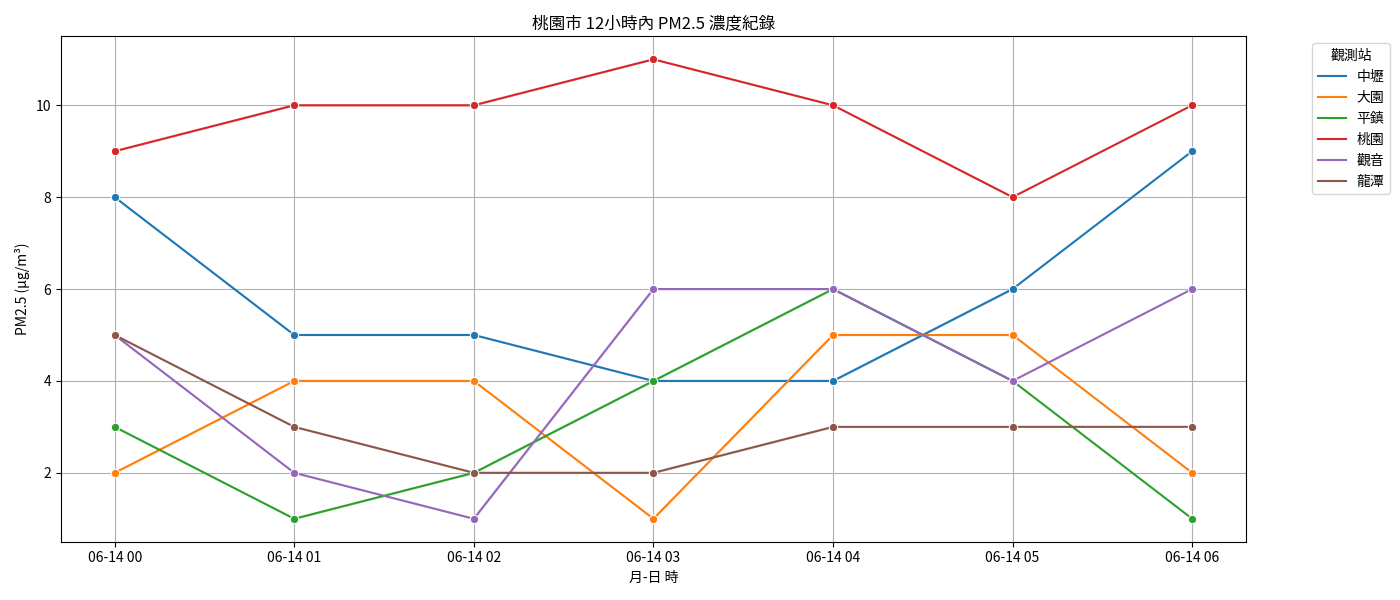 桃園市 12小時內 PM2.5 濃度紀錄
PM2.5 (μg/m³)
10
8
6
4
2
06-14 00
06-14 01
06-14 02
06-14 03
06-14 04
06-14 05
06-14 06
月-日 時
觀測站
中壢
大園
平鎮
桃園
觀音
龍潭